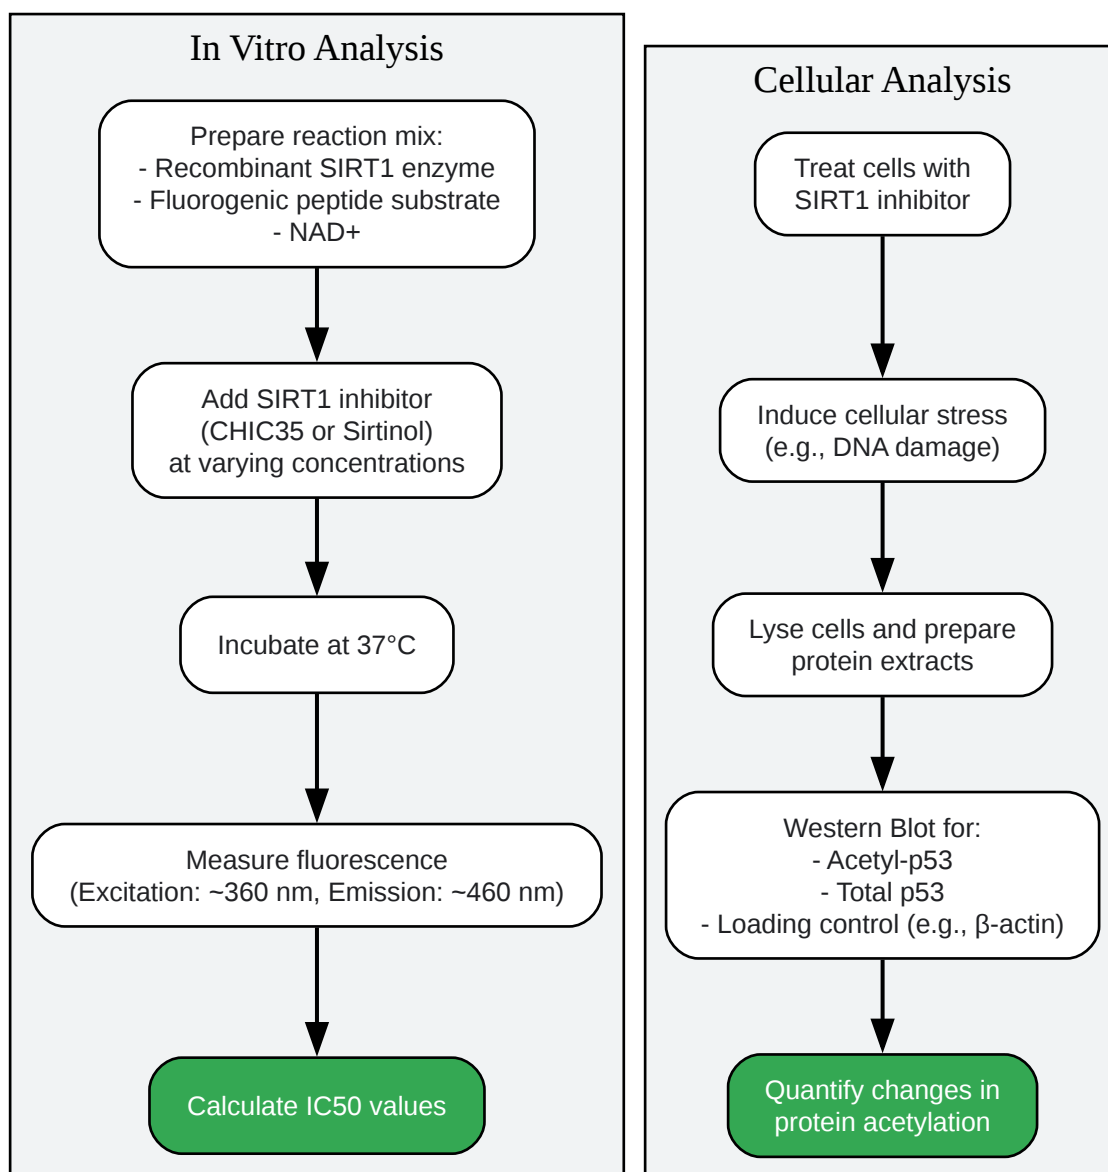 In Vitro Analysis
Prepare reaction mix:
- Recombinant SIRT1 enzyme
- Fluorogenic peptide substrate
- NAD+
Add SIRT1 inhibitor
(CHIC35 or Sirtinol)
at varying concentrations
Incubate at 37°C
Measure fluorescence
(Excitation: ~360 nm, Emission: ~460 nm)
Calculate IC50 values
Cellular Analysis
Treat cells with
SIRT1 inhibitor
Induce cellular stress
(e.g., DNA damage)
Lyse cells and prepare
protein extracts
Western Blot for:
- Acetyl-p53
- Total p53
- Loading control (e.g., β-actin)
Quantify changes in
protein acetylation